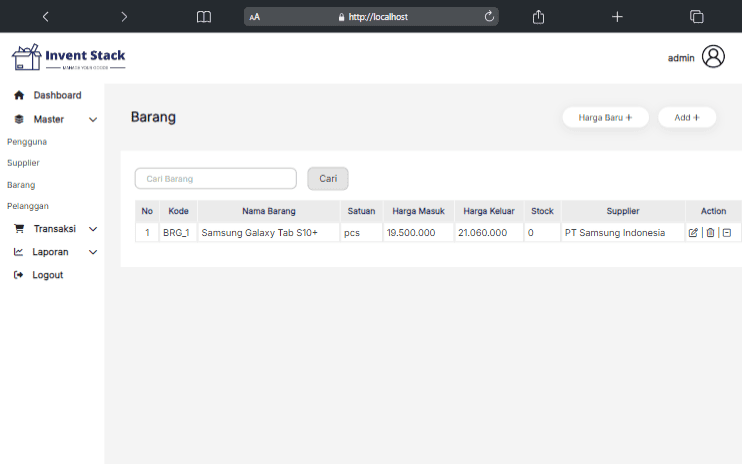 AA http://localhost
Invent Stack
MANAGE YOUR GOODS
admin
Dashboard
Master
Pengguna
Supplier
Barang
Pelanggan
Transaksi
Laporan
Logout
Barang
Harga Baru +
Add +
Cari Barang
Cari
No Kode Nama Barang Satuan Harga Masuk Harga Keluar Stock Supplier Action
1 BRG_1 Samsung Galaxy Tab S10+ pcs 19.500.000 21.060.000 0 PT Samsung Indonesia